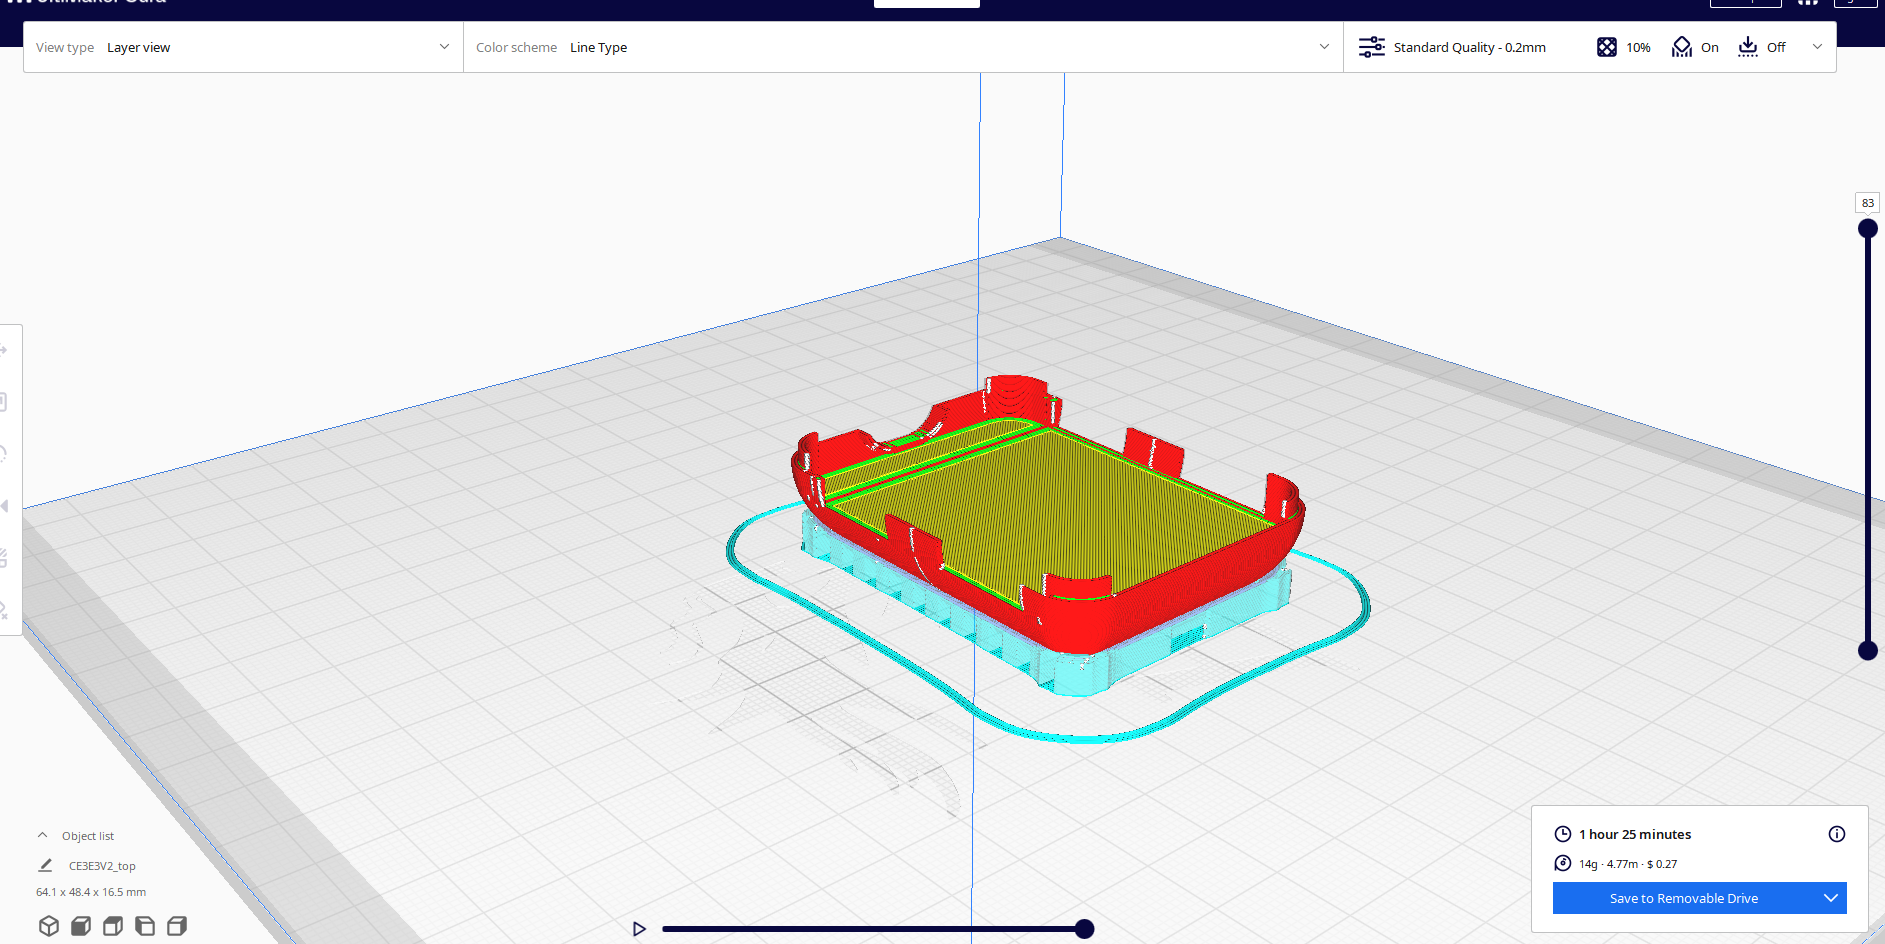 UltiMaker Cura
View type Layer view
Color scheme Line Type
Standard Quality - 0.2mm 10% On Off
83
Object list
CE3E3V2_top
64.1 x 48.4 x 16.5 mm
1 hour 25 minutes
14g · 4.77m · $ 0.27
Save to Removable Drive